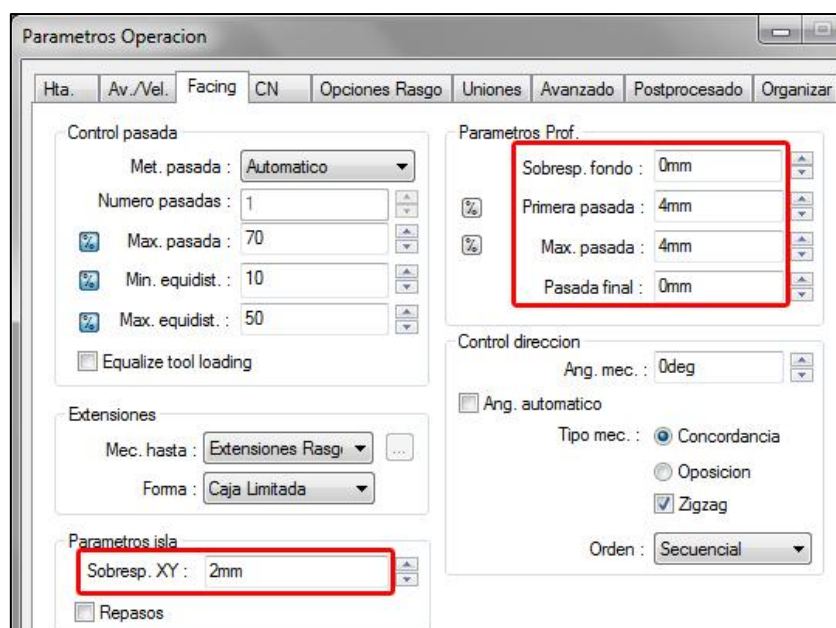 Parametros Operacion
Hta. Av./Vel. Facing CN Opciones Rasgo Uniones Avanzado Postprocesado Organizar
Control pasada
Met. pasada : Automatico
Numero pasadas : 1
% Max. pasada : 70
% Min. equidist. : 10
% Max. equidist. : 50
Equalize tool loading
Extensiones
Mec. hasta : Extensiones Rasg ...
Forma : Caja Limitada
Parametros isla
Sobresp. XY : 2mm
Repasos
Parametros Prof.
Sobresp. fondo : 0mm
% Primera pasada : 4mm
% Max. pasada : 4mm
Pasada final : 0mm
Control direccion
Ang. mec. : 0deg
Ang. automatico
Tipo mec. : Concordancia
Oposicion
Zigzag
Orden : Secuencial